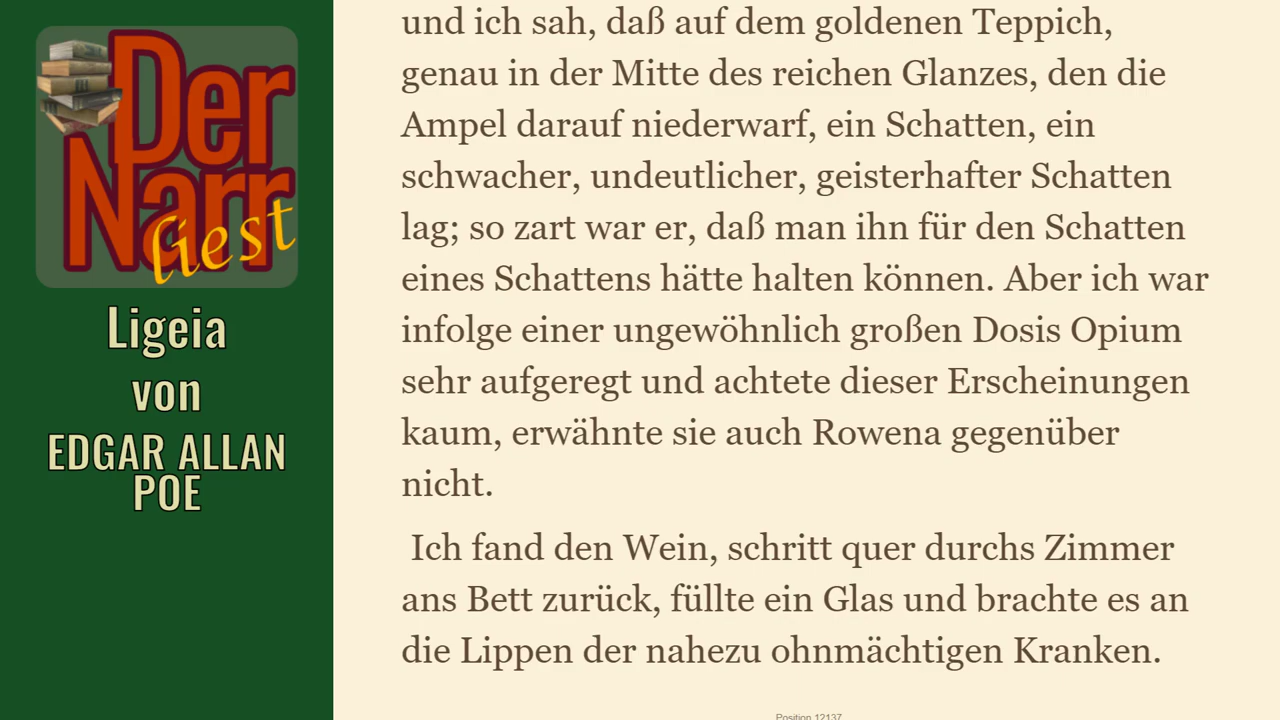 Der
Narr
liest
Ligeia
von
EDGAR ALLAN
POE
und ich sah, daß auf dem goldenen Teppich,
genau in der Mitte des reichen Glanzes, den die
Ampel darauf niederwarf, ein Schatten, ein
schwacher, undeutlicher, geisterhafter Schatten
lag; so zart war er, daß man ihn für den Schatten
eines Schattens hätte halten können. Aber ich war
infolge einer ungewöhnlich großen Dosis Opium
sehr aufgeregt und achtete dieser Erscheinungen
kaum, erwähnte sie auch Rowena gegenüber
nicht.
Ich fand den Wein, schritt quer durchs Zimmer
ans Bett zurück, füllte ein Glas und brachte es an
die Lippen der nahezu ohnmächtigen Kranken.
Position 12137